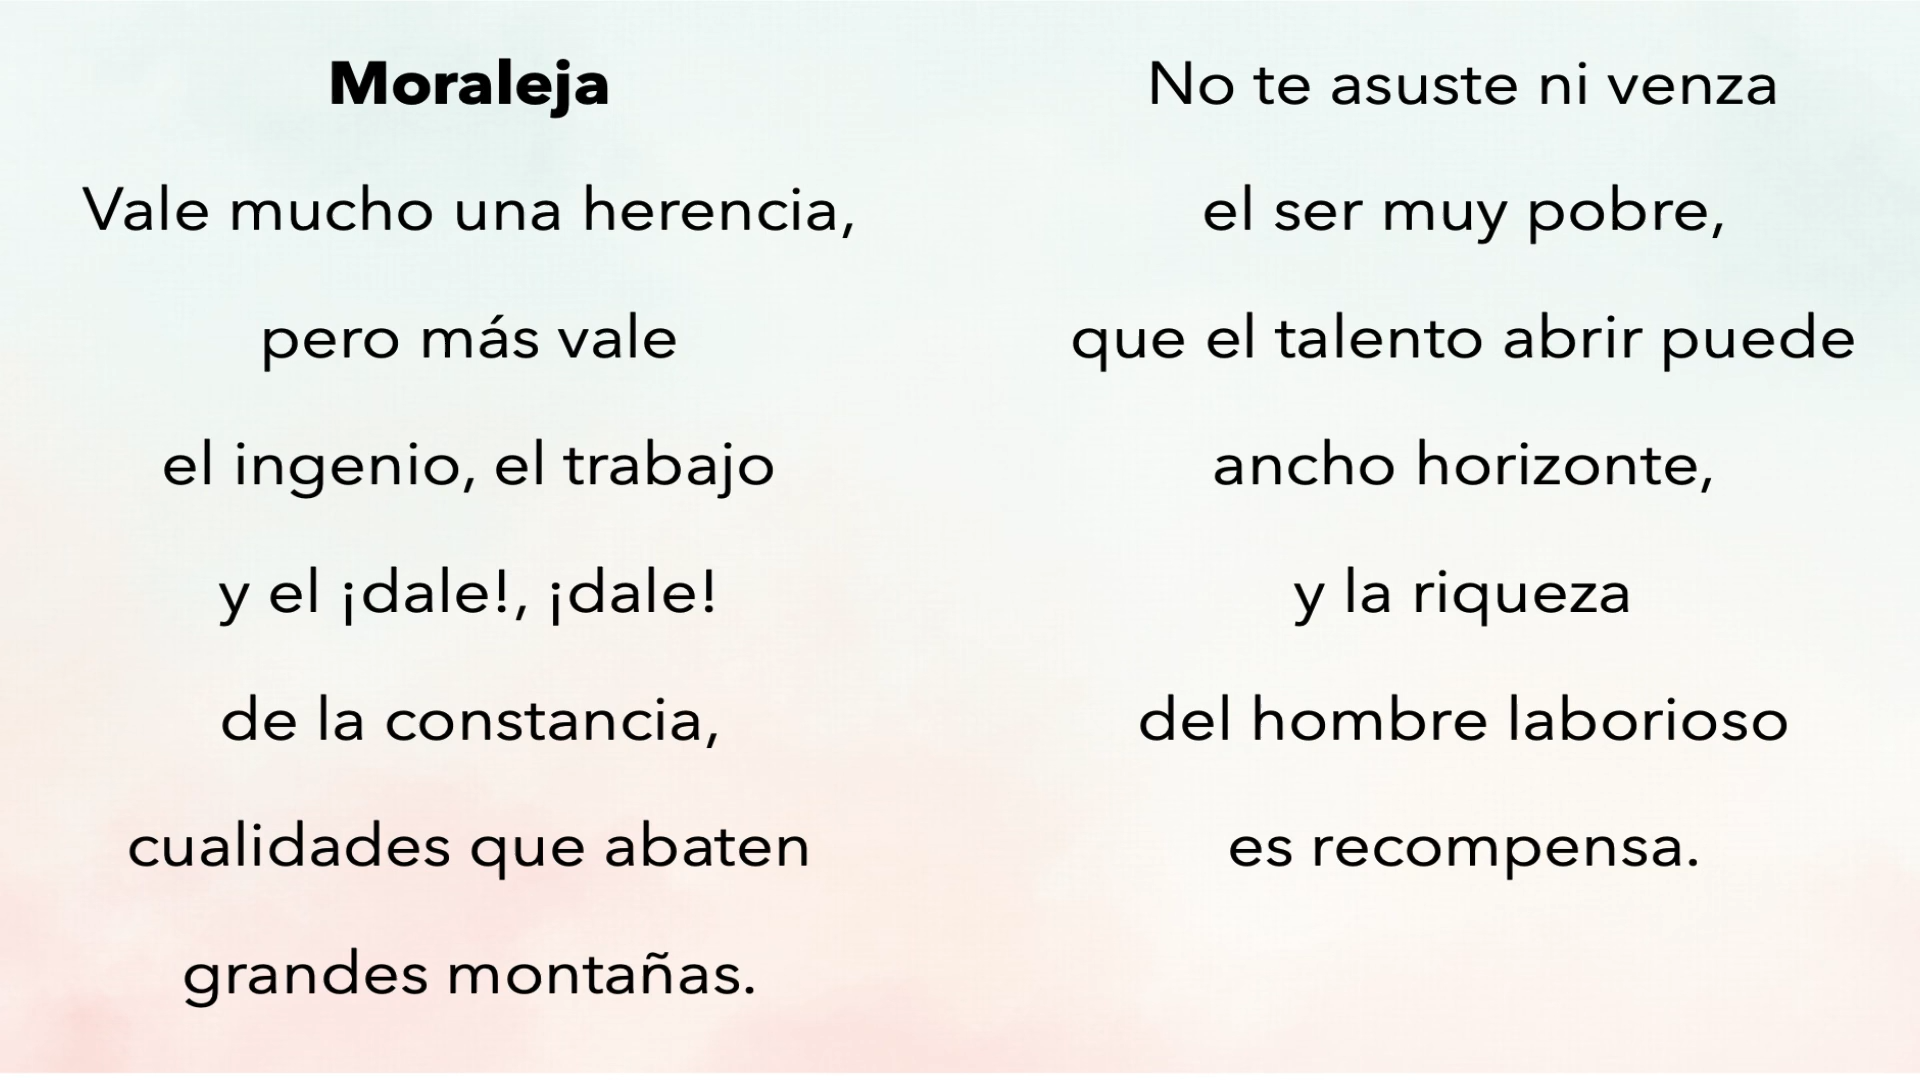 Moraleja
Vale mucho una herencia,
pero más vale
el ingenio, el trabajo
y el ¡dale!, ¡dale!
de la constancia,
cualidades que abaten
grandes montañas.
No te asuste ni venza
el ser muy pobre,
que el talento abrir puede
ancho horizonte,
y la riqueza
del hombre laborioso
es recompensa.